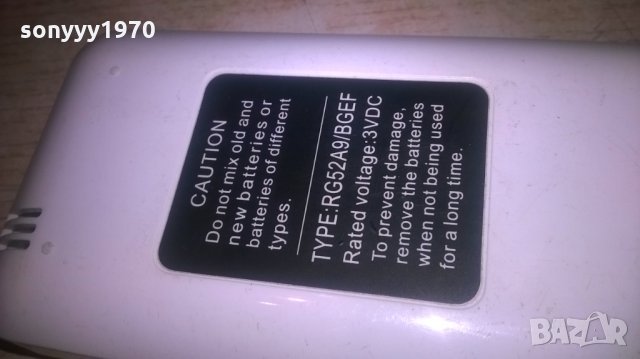 sonyyy1970
CAUTION
Do not mix old and
new batteries or
batteries of different
types.
TYPE:RG52A9/BGEF
Rated voltage:3VDC
To prevent damage,
remove the batteries
when not being used
for a long time.
BAZAR